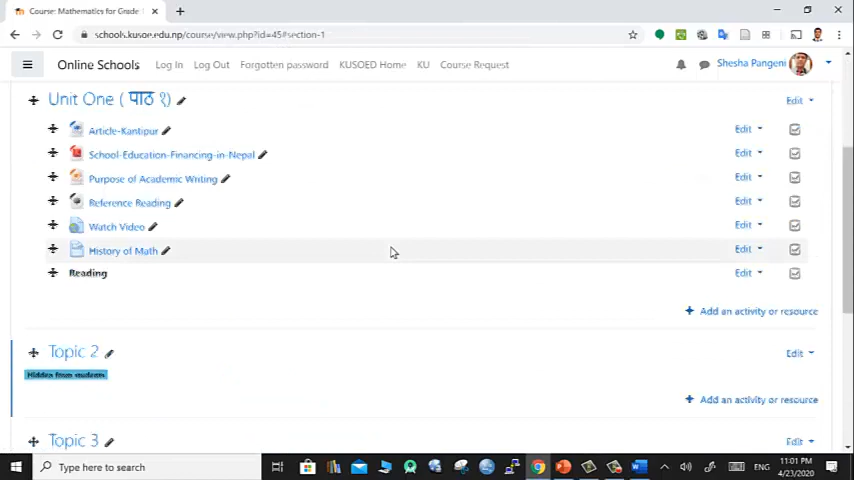 Course: Mathematics for Grade
schools.kusoed.edu.np/course/view.php?id=45#section-1
Online Schools Log In Log Out Forgotten password KUSOED Home KU Course Request Shesha Pangeni
Unit One ( पाठ १) Edit
Article-Kantipur Edit
School-Education-Financing-in-Nepal Edit
Purpose of Academic Writing Edit
Reference Reading Edit
Watch Video Edit
History of Math Edit
Reading Edit
Add an activity or resource
Topic 2 Edit
Hidden from students
Add an activity or resource
Topic 3 Edit
Type here to search ENG 11:01 PM
4/23/2020